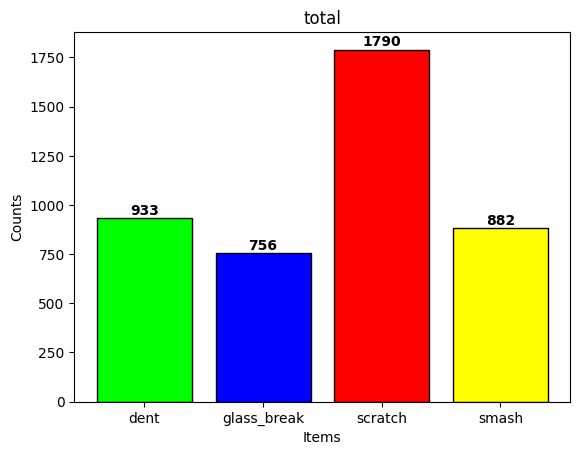 total
1790
1750
1500
1250
1000
933
882
756
750
500
250
0
Counts
dent
glass_break
scratch
smash
Items